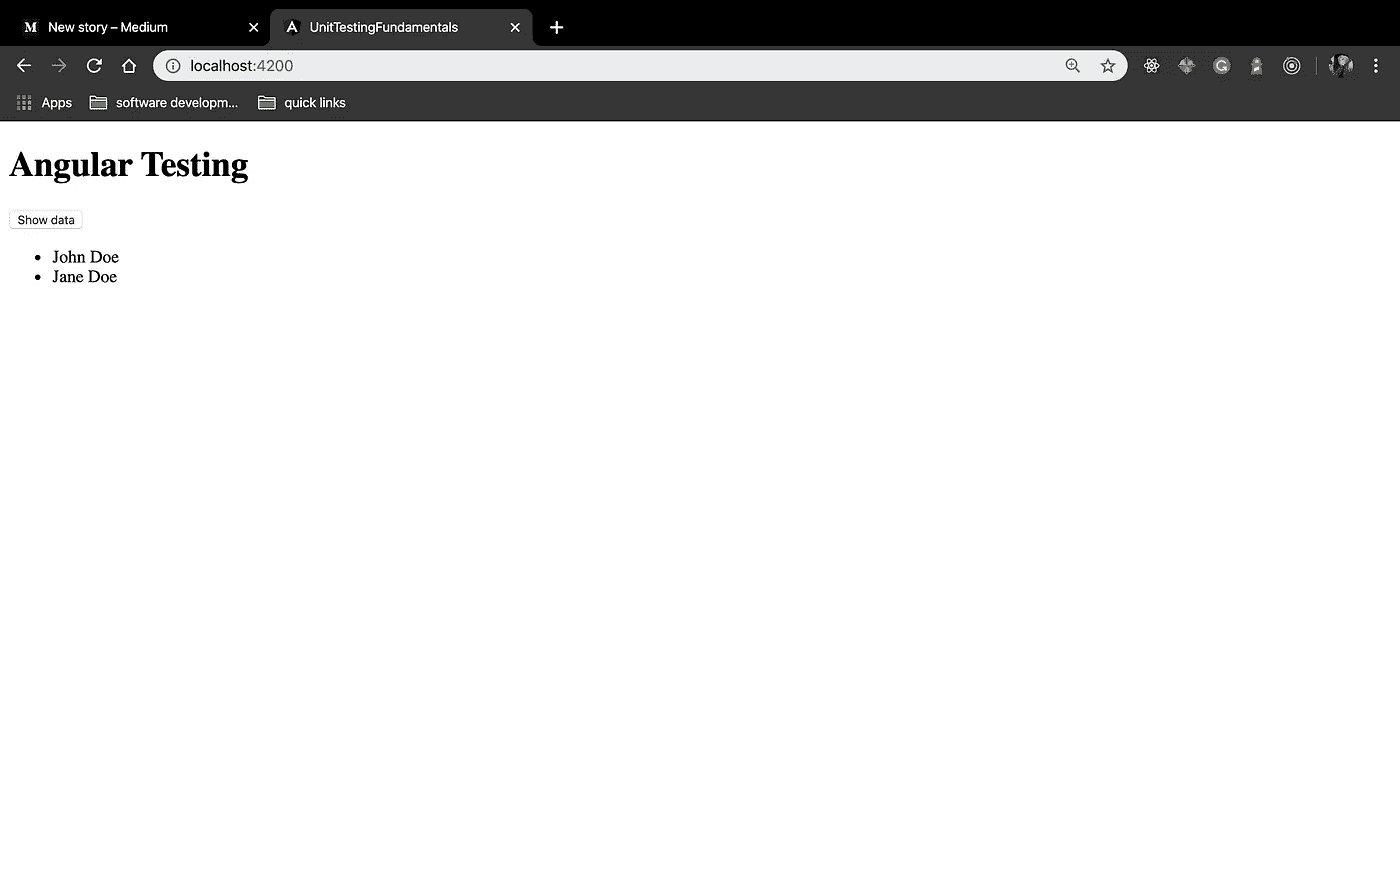 New story – Medium
UnitTestingFundamentals
localhost:4200
Apps
software developm...
quick links
Angular Testing
Show data
John Doe
Jane Doe